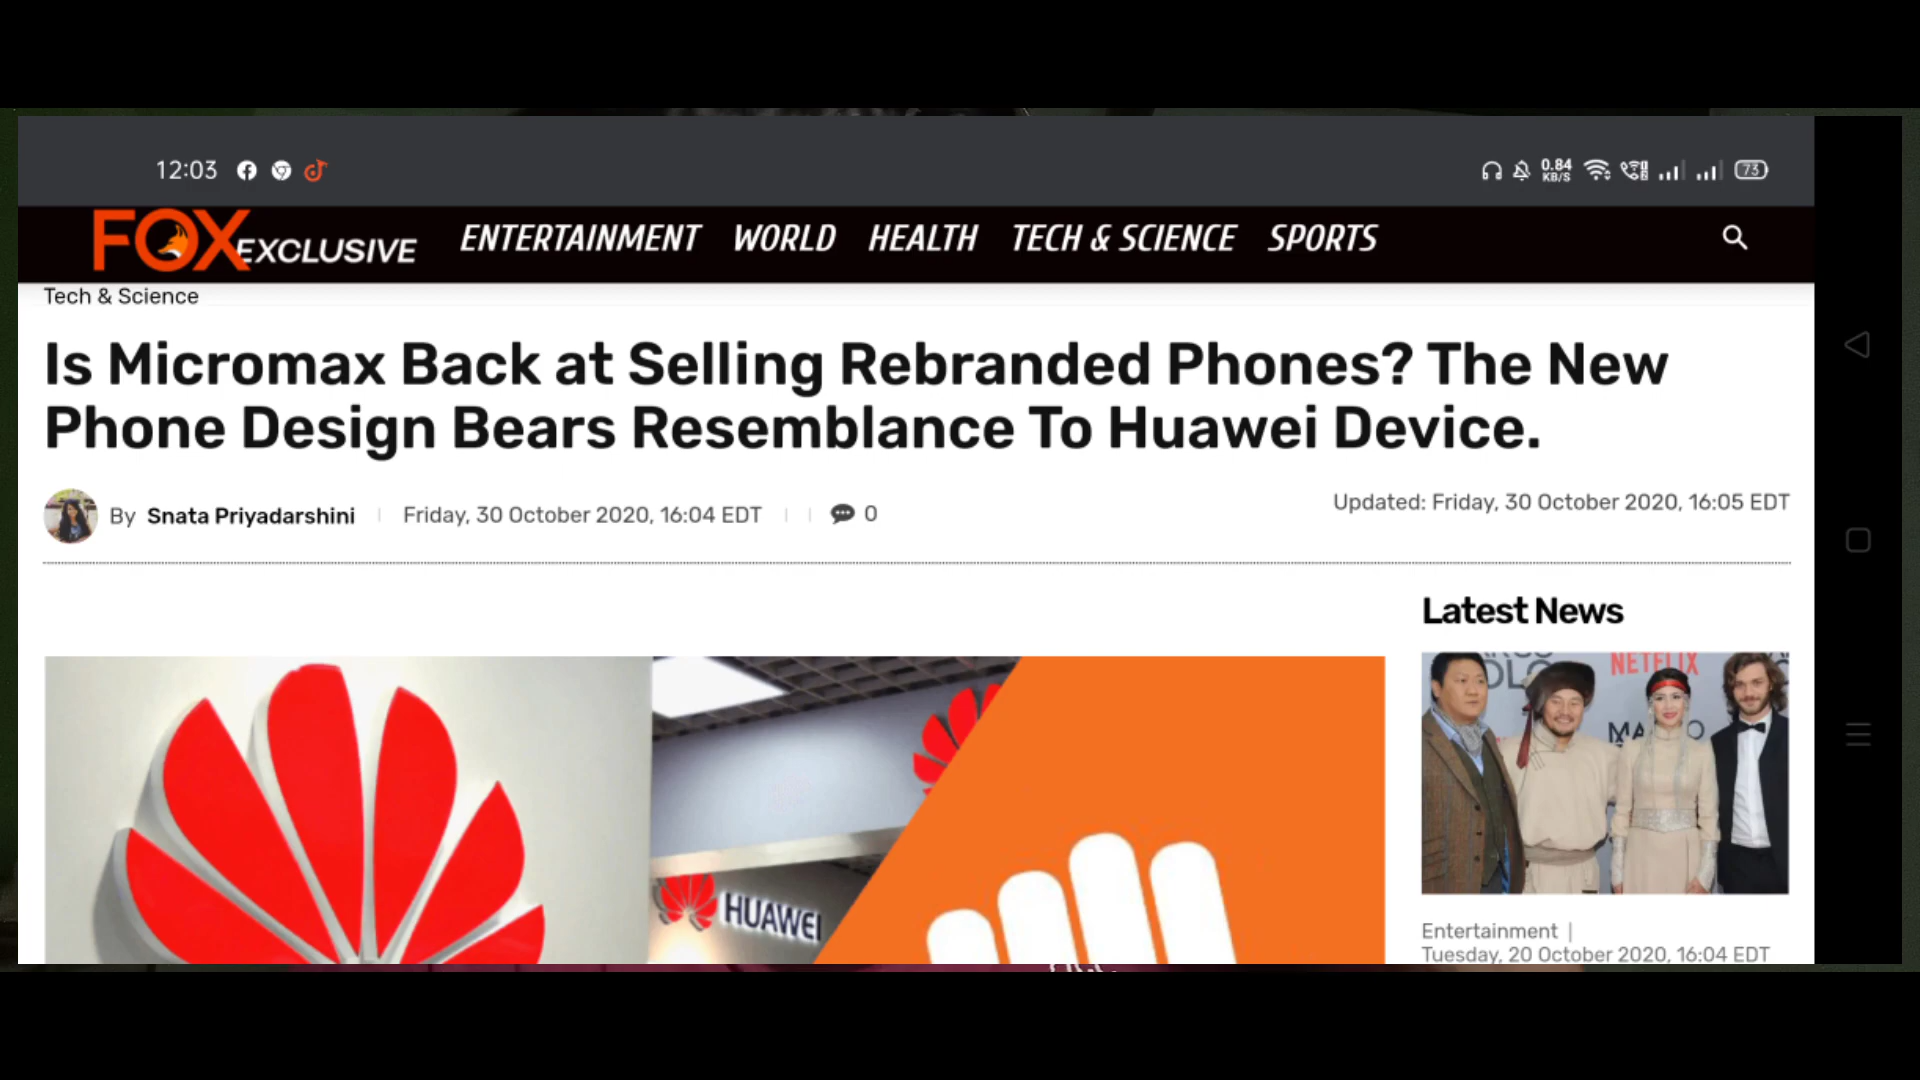 12:03
0.84
KB/S
73
FOX EXCLUSIVE
ENTERTAINMENT WORLD HEALTH TECH & SCIENCE SPORTS
Tech & Science
Is Micromax Back at Selling Rebranded Phones? The New
Phone Design Bears Resemblance To Huawei Device.
By Snata Priyadarshini | Friday, 30 October 2020, 16:04 EDT | | 0
Updated: Friday, 30 October 2020, 16:05 EDT
Latest News
NETFLIX
HUAWEI
Entertainment |
Tuesday, 20 October 2020, 16:04 EDT